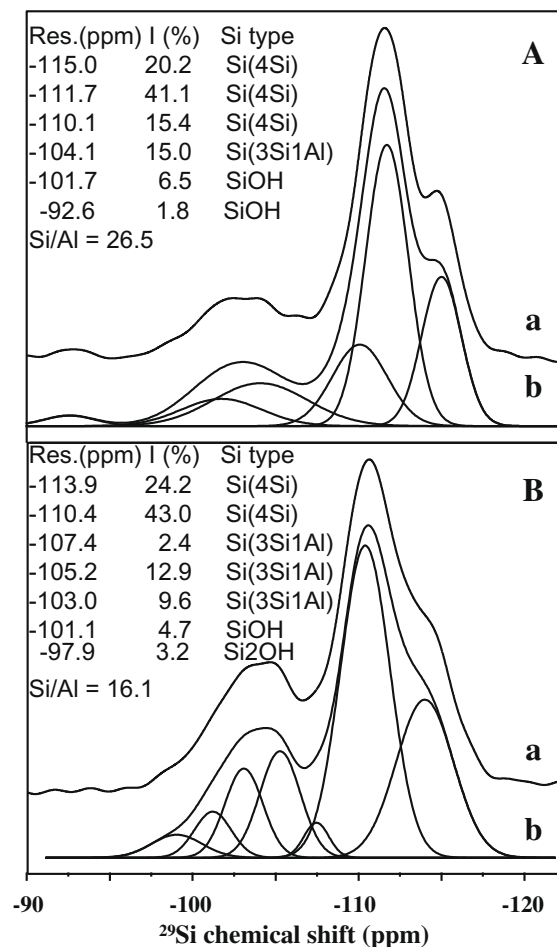 Res.(ppm) I (%) Si type
-115.0 20.2 Si(4Si)
-111.7 41.1 Si(4Si)
-110.1 15.4 Si(4Si)
-104.1 15.0 Si(3Si1Al)
-101.7 6.5 SiOH
-92.6 1.8 SiOH
Si/Al = 26.5
A
a
b
Res.(ppm) I (%) Si type
-113.9 24.2 Si(4Si)
-110.4 43.0 Si(4Si)
-107.4 2.4 Si(3Si1Al)
-105.2 12.9 Si(3Si1Al)
-103.0 9.6 Si(3Si1Al)
-101.1 4.7 SiOH
-97.9 3.2 Si2OH
Si/Al = 16.1
B
a
b
-90 -100 -110 -120
²⁹Si chemical shift (ppm)